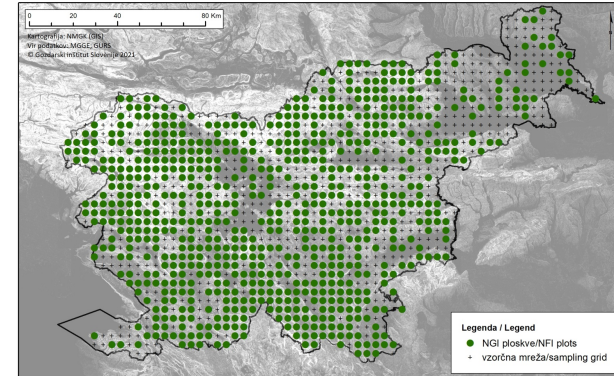 0 20 40 80 Km
Kartografija: NMGK (GIS)
Vir podatkov: MGGE, GURS
© Gozdarski inštitut Slovenije 2021
Legenda / Legend
NGI ploskve/NFI plots
vzorčna mreža/sampling grid